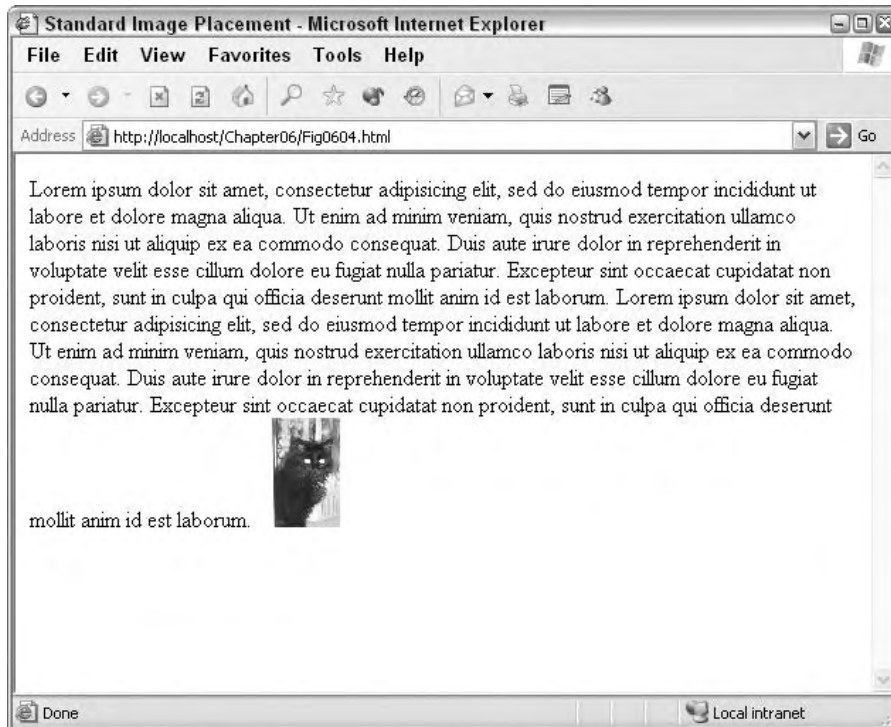 Standard Image Placement - Microsoft Internet Explorer
File Edit View Favorites Tools Help
Address http://localhost/Chapter06/Fig0604.html Go
Lorem ipsum dolor sit amet, consectetur adipisicing elit, sed do eiusmod tempor incididunt ut
labore et dolore magna aliqua. Ut enim ad minim veniam, quis nostrud exercitation ullamco
laboris nisi ut aliquip ex ea commodo consequat. Duis aute irure dolor in reprehenderit in
voluptate velit esse cillum dolore eu fugiat nulla pariatur. Excepteur sint occaecat cupidatat non
proident, sunt in culpa qui officia deserunt mollit anim id est laborum. Lorem ipsum dolor sit amet,
consectetur adipisicing elit, sed do eiusmod tempor incididunt ut labore et dolore magna aliqua.
Ut enim ad minim veniam, quis nostrud exercitation ullamco laboris nisi ut aliquip ex ea commodo
consequat. Duis aute irure dolor in reprehenderit in voluptate velit esse cillum dolore eu fugiat
nulla pariatur. Excepteur sint occaecat cupidatat non proident, sunt in culpa qui officia deserunt
mollit anim id est laborum.
Done Local intranet